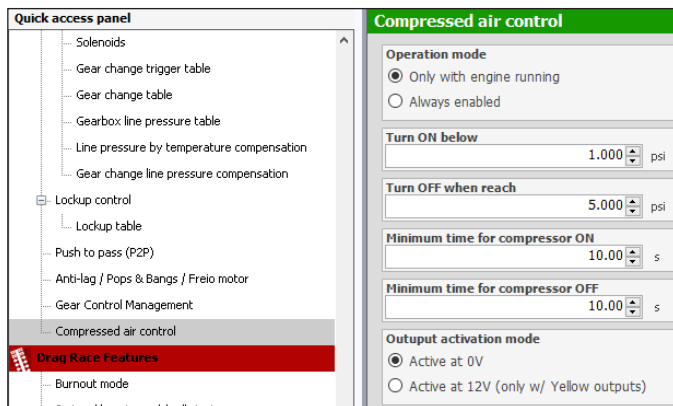 Quick access panel
Solenoids
Gear change trigger table
Gear change table
Gearbox line pressure table
Line pressure by temperature compensation
Gear change line pressure compensation
Lockup control
Lockup table
Push to pass (P2P)
Anti-lag / Pops & Bangs / Freio motor
Gear Control Management
Compressed air control
Drag Race Features
Burnout mode
Compressed air control
Operation mode
Only with engine running
Always enabled
Turn ON below
1.000 psi
Turn OFF when reach
5.000 psi
Minimum time for compressor ON
10.00 s
Minimum time for compressor OFF
10.00 s
Outuput activation mode
Active at 0V
Active at 12V (only w/ Yellow outputs)